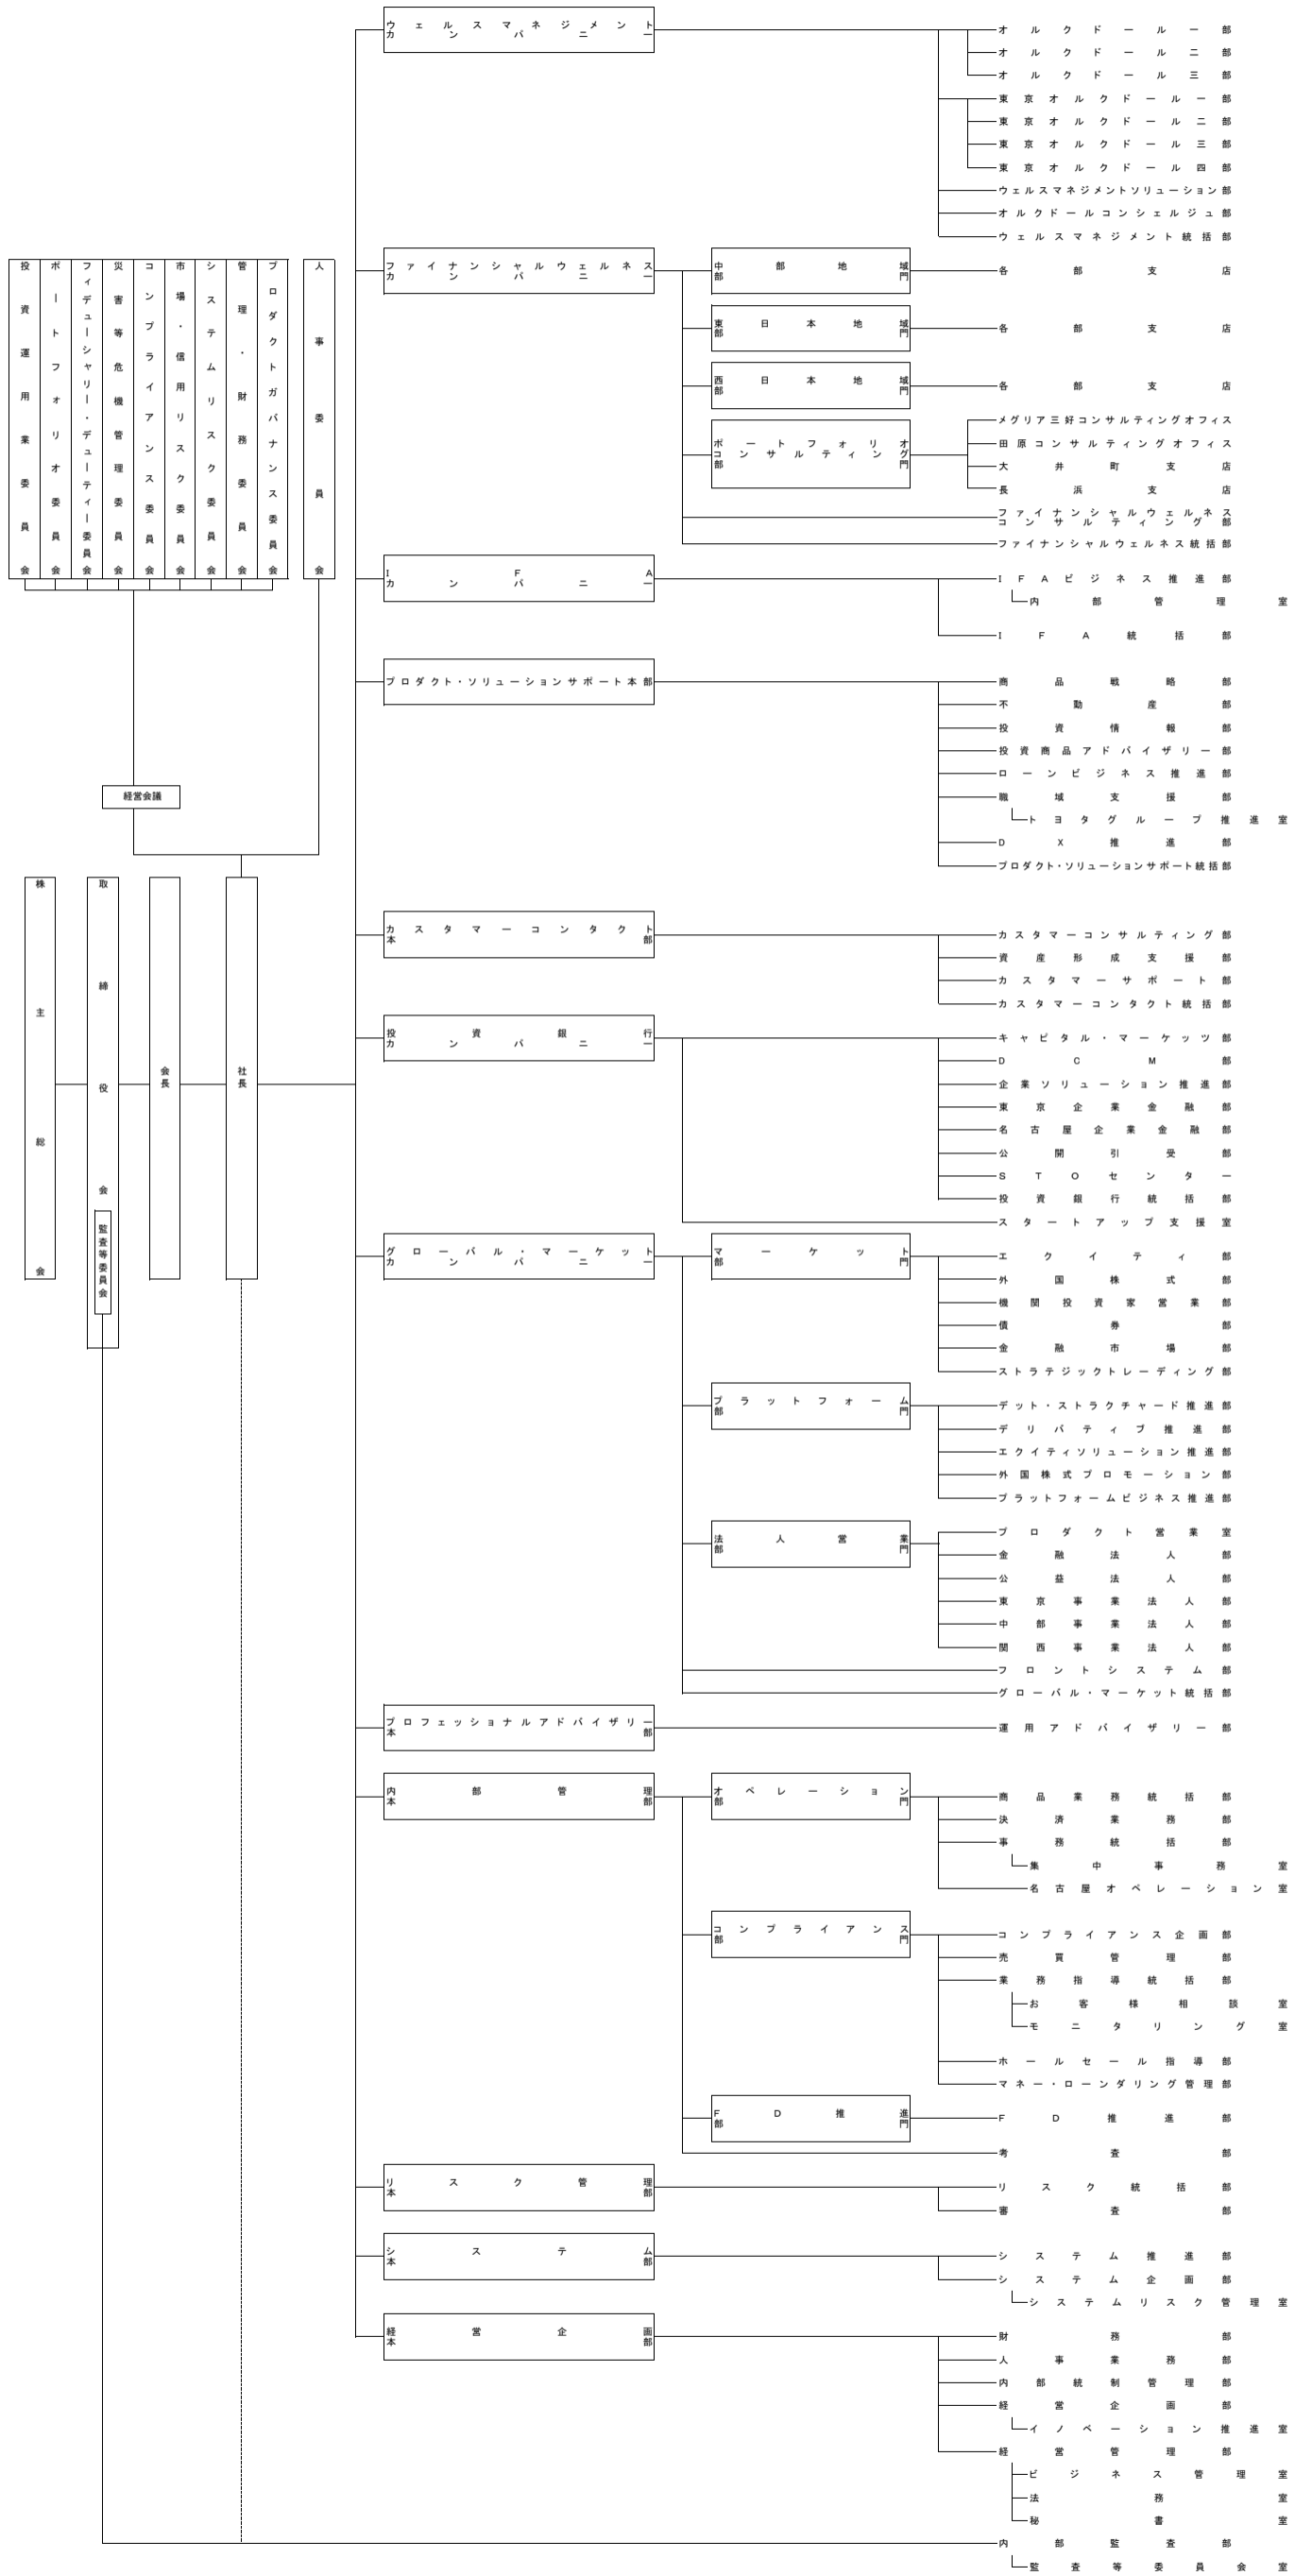 ウェルスマネジメント
カンパニー
オルクドール一部
オルクドール二部
オルクドール三部
東京オルクドール一部
東京オルクドール二部
東京オルクドール三部
東京オルクドール四部
ウェルスマネジメントソリューション部
オルクドールコンシェルジュ部
ウェルスマネジメント統括部
投資運用業委員会
ポートフォリオ委員会
フィデューシャリー・デューティー委員会
災害等危機管理委員会
コンプライアンス委員会
市場・信用リスク委員会
システムリスク委員会
管理・財務委員会
プロダクトガバナンス委員会
人事委員会
ファイナンシャルウェルネス
カンパニー
中部地域
部門
各部支店
東日本地域
部門
各部支店
西日本地域
部門
各部支店
ポートフォリオ
コンサルティング
部門
メグリア三好コンサルティングオフィス
田原コンサルティングオフィス
大井町支店
長浜支店
ファイナンシャルウェルネス
コンサルティング部
ファイナンシャルウェルネス統括部
IFA
カンパニー
IFAビジネス推進部
内部管理室
IFA統括部
プロダクト・ソリューションサポート本部
商品戦略部
不動産部
投資情報部
投資商品アドバイザリー部
ローンビジネス推進部
職域支援部
トヨタグループ推進室
DX推進部
プロダクト・ソリューションサポート統括部
経営会議
株主総会
取締役会
監査等委員会
会長
社長
カスタマーコンタクト
本部
カスタマーコンサルティング部
資産形成支援部
カスタマーサポート部
カスタマーコンタクト統括部
投資銀行
カンパニー
キャピタル・マーケッツ部
DCM部
企業ソリューション推進部
東京企業金融部
名古屋企業金融部
公開引受部
STOセンター
投資銀行統括部
スタートアップ支援室
グローバル・マーケット
カンパニー
マーケット
部門
エクイティ部
外国株式部
機関投資家営業部
債券部
金融市場部
ストラテジックトレーディング部
プラットフォーム
部門
デット・ストラクチャード推進部
デリバティブ推進部
エクイティソリューション推進部
外国株式プロモーション部
プラットフォームビジネス推進部
法人営業
部門
プロダクト営業室
金融法人部
公益法人部
東京事業法人部
中部事業法人部
関西事業法人部
フロントシステム部
グローバル・マーケット統括部
プロフェッショナルアドバイザリー
本部
運用アドバイザリー部
内部管理
本部
オペレーション
部門
商品業務統括部
決済業務部
事務統括部
集中事務室
名古屋オペレーション室
コンプライアンス
部門
コンプライアンス企画部
売買管理部
業務指導統括部
お客様相談室
モニタリング室
ホールセール指導部
マネー・ローンダリング管理部
FD推進
部門
FD推進部
考査部
リスク管理
本部
リスク統括部
審査部
システム
本部
システム推進部
システム企画部
システムリスク管理室
経営企画
本部
財務部
人事業務部
内部統制管理部
経営企画部
イノベーション推進室
経営管理部
ビジネス管理室
法務室
秘書室
内部監査部
監査等委員会室